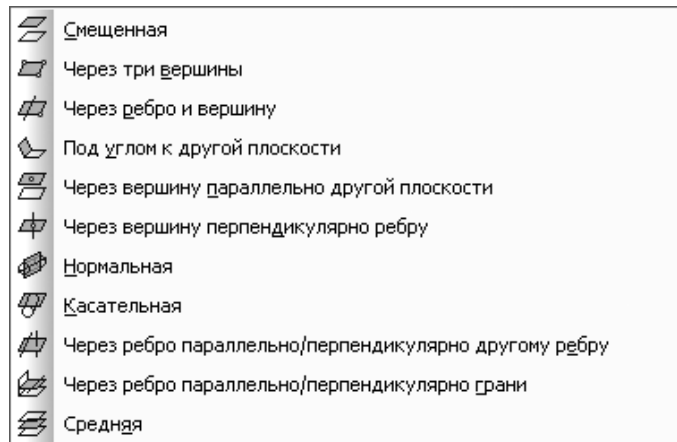 Смещенная
Через три вершины
Через ребро и вершину
Под углом к другой плоскости
Через вершину параллельно другой плоскости
Через вершину перпендикулярно ребру
Нормальная
Касательная
Через ребро параллельно/перпендикулярно другому ребру
Через ребро параллельно/перпендикулярно грани
Средняя